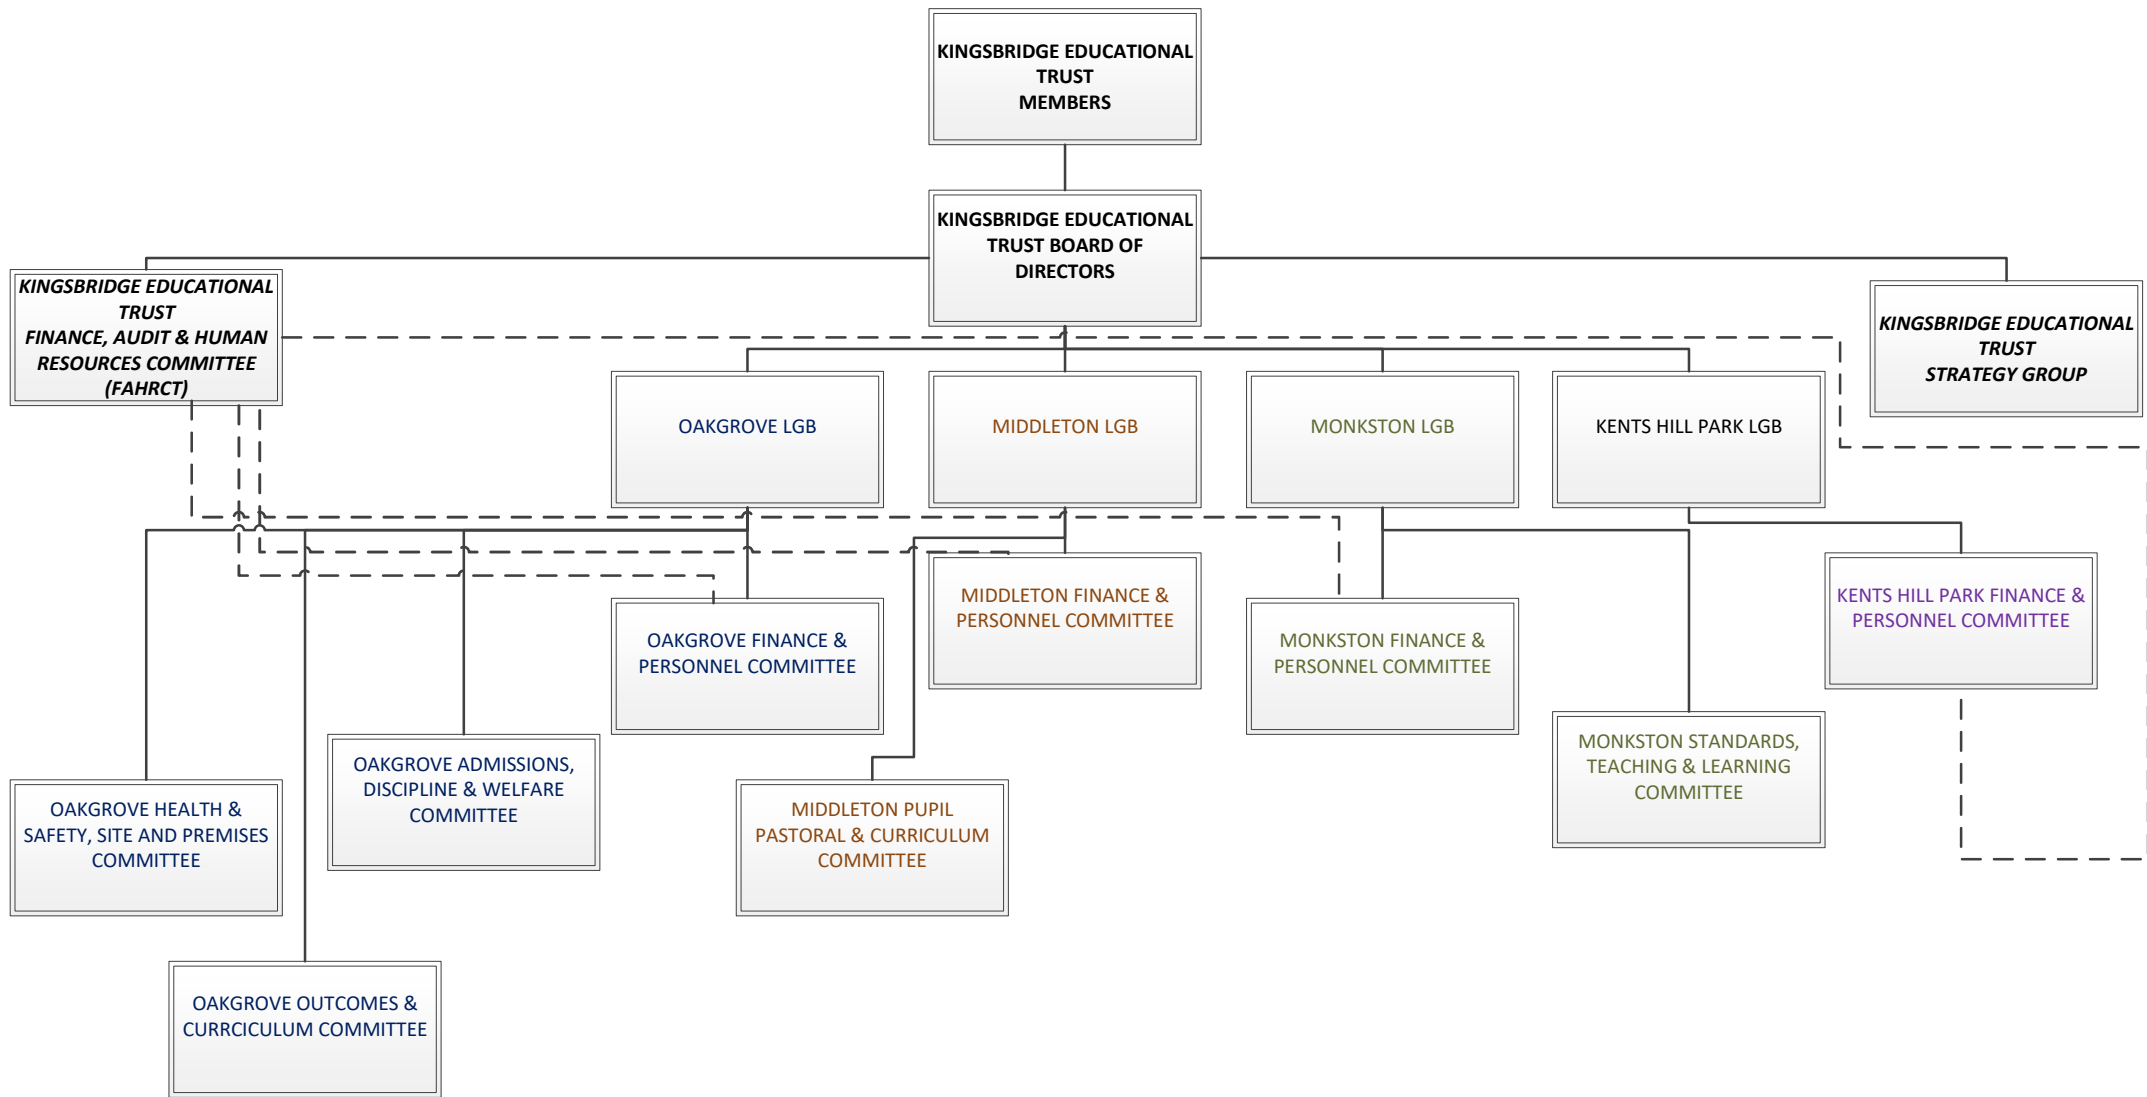 KINGSBRIDGE EDUCATIONAL
TRUST
MEMBERS
KINGSBRIDGE EDUCATIONAL
TRUST BOARD OF
DIRECTORS
KINGSBRIDGE EDUCATIONAL
TRUST
FINANCE, AUDIT & HUMAN
RESOURCES COMMITTEE
(FAHRCT)
KINGSBRIDGE EDUCATIONAL
TRUST
STRATEGY GROUP
OAKGROVE LGB
MIDDLETON LGB
MONKSTON LGB
KENTS HILL PARK LGB
OAKGROVE FINANCE &
PERSONNEL COMMITTEE
MIDDLETON FINANCE &
PERSONNEL COMMITTEE
MONKSTON FINANCE &
PERSONNEL COMMITTEE
KENTS HILL PARK FINANCE &
PERSONNEL COMMITTEE
OAKGROVE HEALTH &
SAFETY, SITE AND PREMISES
COMMITTEE
OAKGROVE ADMISSIONS,
DISCIPLINE & WELFARE
COMMITTEE
MIDDLETON PUPIL
PASTORAL & CURRICULUM
COMMITTEE
MONKSTON STANDARDS,
TEACHING & LEARNING
COMMITTEE
OAKGROVE OUTCOMES &
CURRCICULUM COMMITTEE